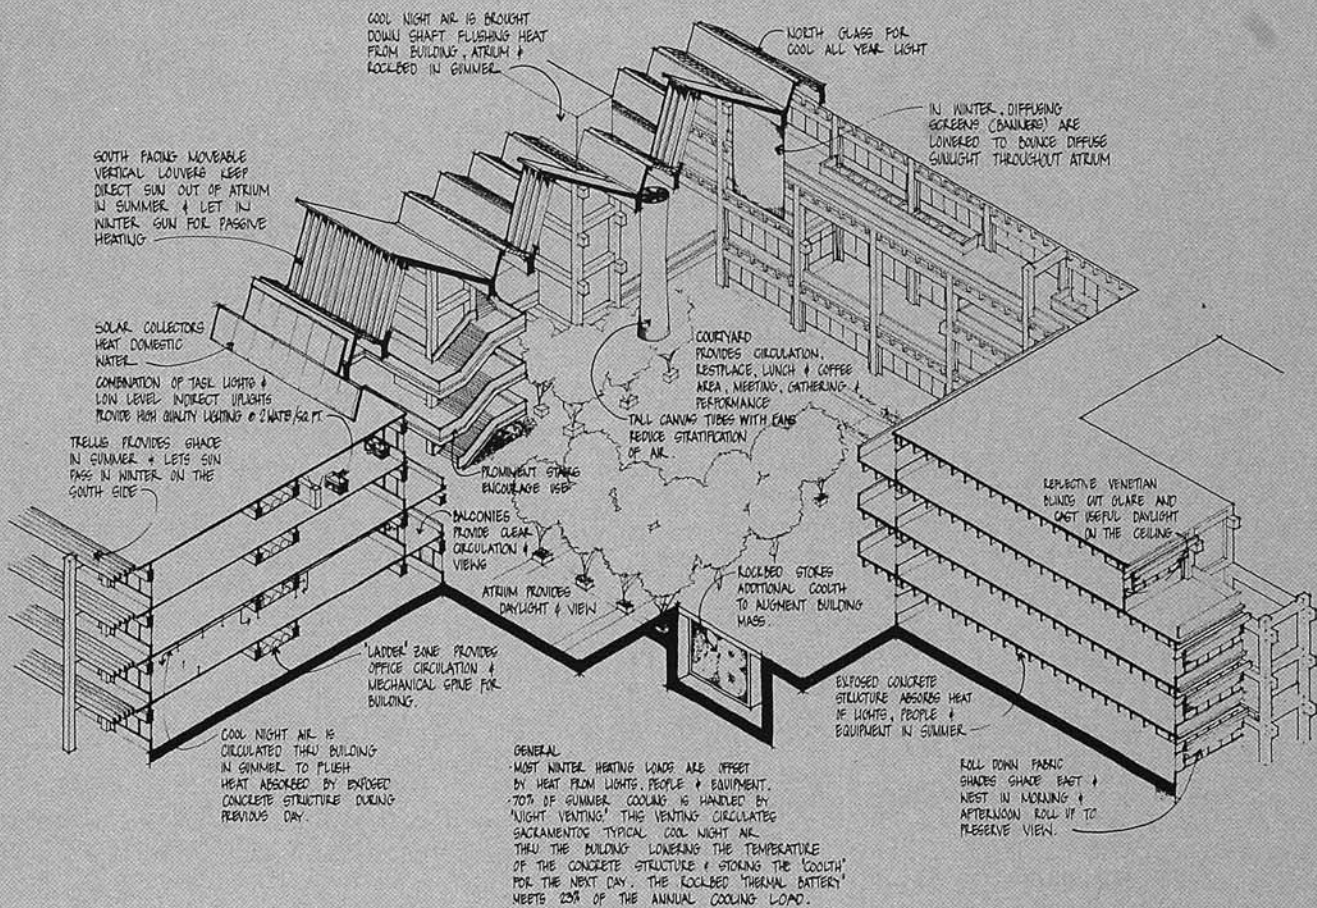 COOL NIGHT AIR IS BROUGHT
DOWN SHAFT FLUSHING HEAT
FROM BUILDING, ATRIUM &
ROCKBED IN SUMMER
NORTH GLASS FOR
COOL ALL YEAR LIGHT
IN WINTER, DIFFUSING
SCREENS (BANNERS) ARE
LOWERED TO BOUNCE DIFFUSE
SUNLIGHT THROUGHOUT ATRIUM
SOUTH FACING MOVEABLE
VERTICAL LOUVERS KEEP
DIRECT SUN OUT OF ATRIUM
IN SUMMER & LET IN
WINTER SUN FOR PASSIVE
HEATING
SOLAR COLLECTORS
HEAT DOMESTIC
WATER
COMBINATION OF TASK LIGHTS &
LOW LEVEL INDIRECT UPLIGHTS
PROVIDE HIGH QUALITY LIGHTING @ 2 WATTS/SQ.FT.
TRELLIS PROVIDES SHADE
IN SUMMER & LETS SUN
PASS IN WINTER ON THE
SOUTH SIDE
COURTYARD
PROVIDES CIRCULATION,
RESTPLACE, LUNCH & COFFEE
AREA, MEETING, GATHERING &
PERFORMANCE
TALL CANVAS TUBES WITH FANS
REDUCE STRATIFICATION
OF AIR.
PROMINENT STAIRS
ENCOURAGE USE
BALCONIES
PROVIDE CLEAR
CIRCULATION &
VIEWS
ATRIUM PROVIDES
DAYLIGHT & VIEW
ROCKBED STORES
ADDITIONAL COOLTH
TO AUGMENT BUILDING
MASS.
REFLECTIVE VENETIAN
BLINDS CUT GLARE AND
CAST USEFUL DAYLIGHT
ON THE CEILING
'LADDER' ZONE PROVIDES
OFFICE CIRCULATION &
MECHANICAL SPINE FOR
BUILDING.
EXPOSED CONCRETE
STRUCTURE ABSORBS HEAT
OF LIGHTS, PEOPLE &
EQUIPMENT IN SUMMER
COOL NIGHT AIR IS
CIRCULATED THRU BUILDING
IN SUMMER TO FLUSH
HEAT ABSORBED BY EXPOSED
CONCRETE STRUCTURE DURING
PREVIOUS DAY.
GENERAL
-MOST WINTER HEATING LOADS ARE OFFSET
BY HEAT FROM LIGHTS, PEOPLE & EQUIPMENT.
-70% OF SUMMER COOLING IS HANDLED BY
'NIGHT VENTING.' THIS VENTING CIRCULATES
SACRAMENTOS TYPICAL COOL NIGHT AIR
THRU THE BUILDING LOWERING THE TEMPERATURE
OF THE CONCRETE STRUCTURE & STORING THE 'COOLTH'
FOR THE NEXT DAY. THE ROCKBED 'THERMAL BATTERY'
MEETS 23% OF THE ANNUAL COOLING LOAD.
ROLL DOWN FABRIC
SHADES SHADE EAST &
WEST IN MORNING &
AFTERNOON ROLL UP TO
PRESERVE VIEW.